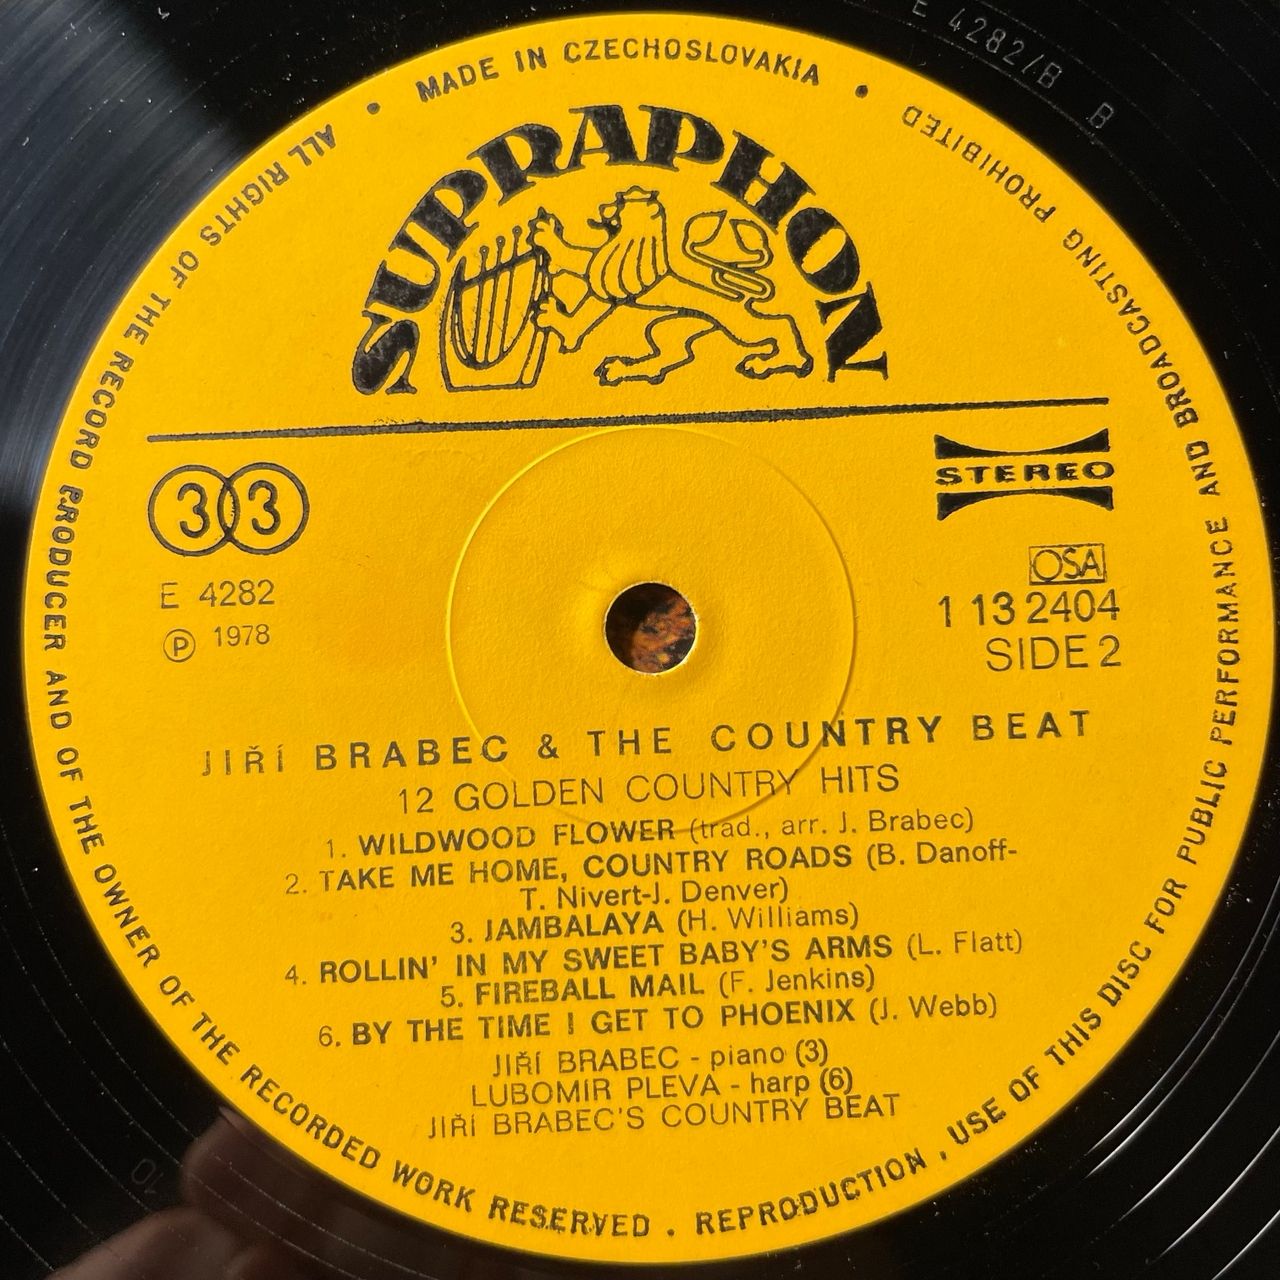 E 4282/B B
• MADE IN CZECHOSLOVAKIA •
ALL RIGHTS OF THE RECORD PRODUCER AND OF THE OWNER OF THE RECORDED WORK RESERVED . REPRODUCTION , USE OF THIS DISC FOR PUBLIC PERFORMANCE AND BROADCASTING PROHIBITED
SUPRAPHON
33
STEREO
E 4282
OSA
℗ 1978
1 13 2404
SIDE 2
JIŘÍ BRABEC & THE COUNTRY BEAT
12 GOLDEN COUNTRY HITS
1. WILDWOOD FLOWER (trad., arr. J. Brabec)
2. TAKE ME HOME, COUNTRY ROADS (B. Danoff-
T. Nivert-J. Denver)
3. JAMBALAYA (H. Williams)
4. ROLLIN' IN MY SWEET BABY'S ARMS (L. Flatt)
5. FIREBALL MAIL (F. Jenkins)
6. BY THE TIME I GET TO PHOENIX (J. Webb)
JIŘÍ BRABEC - piano (3)
LUBOMÍR PLEVA - harp (6)
JIŘÍ BRABEC'S COUNTRY BEAT
10